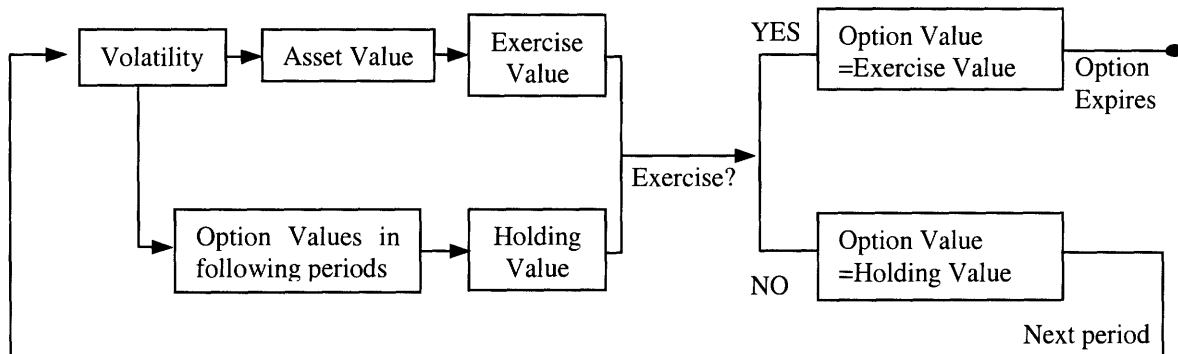 Volatility
Asset Value
Exercise
Value
Option Values in
following periods
Holding
Value
Exercise?
YES
Option Value
=Exercise Value
Option
Expires
NO
Option Value
=Holding Value
Next period